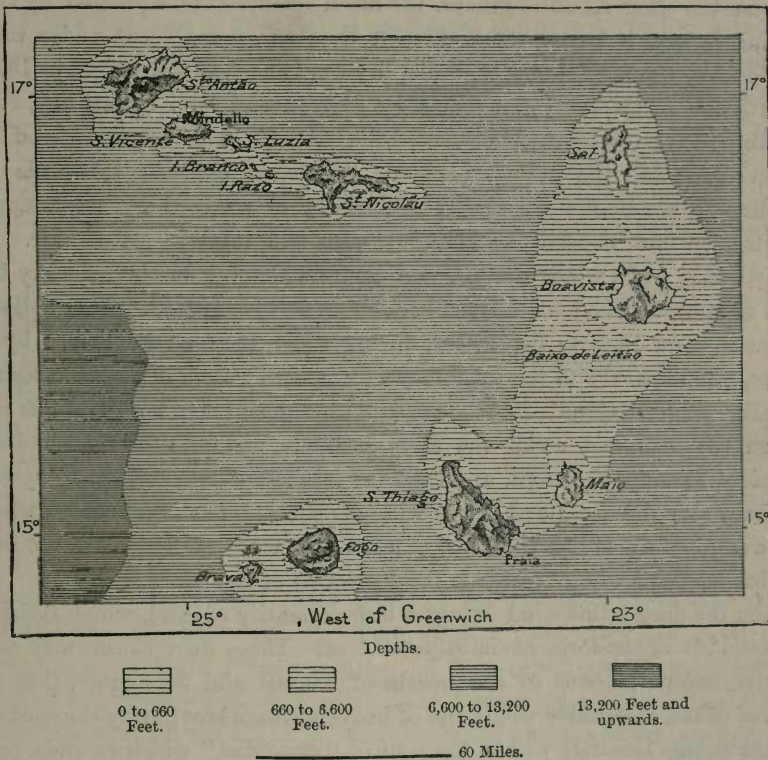 17°
17°
Sto. Antão
Mindello
S. Vicente
S. Luzia
I. Branco
I. Razo
St. Nicoláu
Sal
Boavista
Baixo de Leitão
S. Thiago
Maio
15°
15°
Fogo
Praia
Brava
25°
West of Greenwich
23°
Depths.
0 to 660
Feet.
660 to 6,600
Feet.
6,600 to 13,200
Feet.
13,200 Feet and
upwards.
60 Miles.